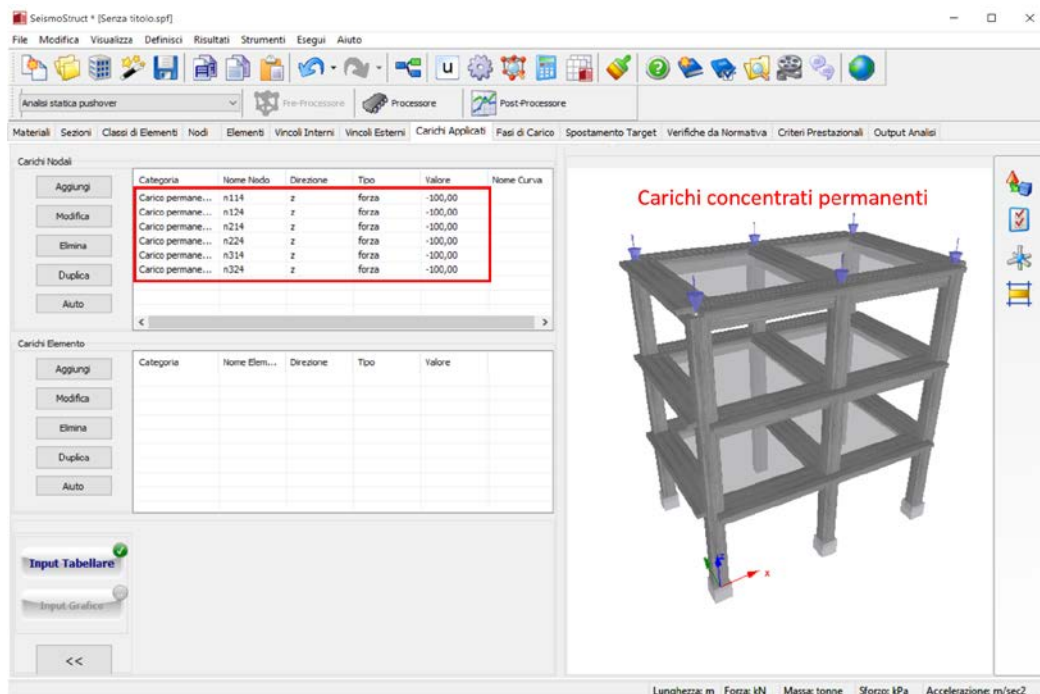 SeismoStruct * [Senza titolo.spf]
File Modifica Visualizza Definisci Risultati Strumenti Esegui Aiuto
u
Analisi statica pushover Pre-Processore Processore Post-Processore
Materiali Sezioni Classi di Elementi Nodi Elementi Vincoli Interni Vincoli Esterni Carichi Applicati Fasi di Carico Spostamento Target Verifiche da Normativa Criteri Prestazionali Output Analisi
Carichi Nodali
Aggiungi
Modifica
Elimina
Duplica
Aiuto
Categoria Nome Nodo Direzione Tipo Valore Nome Curva
Carico permane... n114 z forza -100,00
Carico permane... n124 z forza -100,00
Carico permane... n214 z forza -100,00
Carico permane... n224 z forza -100,00
Carico permane... n314 z forza -100,00
Carico permane... n324 z forza -100,00
Carichi Elemento
Aggiungi
Modifica
Elimina
Duplica
Aiuto
Categoria Nome Elem... Direzione Tipo Valore
Input Tabellare
Input Grafico
<<
Carichi concentrati permanenti
z
x
Lunghezza: m Forza: kN Massa: tonne Sforzo: kPa Accelerazione: m/sec2